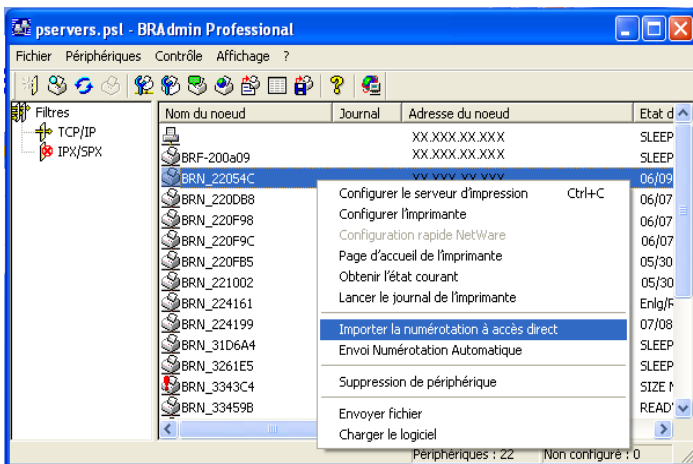 pservers.psl - BRAdmin Professional
Fichier Périphériques Contrôle Affichage ?
Filtres
TCP/IP
IPX/SPX
Nom du noeud Journal Adresse du noeud Etat d
XX.XXX.XX.XXX SLEEP
BRF-200a09 XX.XXX.XX.XXX SLEEP
BRN_22054C XX.XXX.XX.XXX 06/09
BRN_220DB8 06/07
BRN_220F98 06/07
BRN_220F9C 06/07
BRN_220FB5 05/30
BRN_221002 05/30
BRN_224161 Enlg/F
BRN_224199 07/08
BRN_31D6A4 SLEEP
BRN_3261E5 SLEEP
BRN_3343C4 SIZE M
BRN_33459B READY
Configurer le serveur d'impression Ctrl+C
Configurer l'imprimante
Configuration rapide NetWare
Page d'accueil de l'imprimante
Obtenir l'état courant
Lancer le journal de l'imprimante
Importer la numérotation à accès direct
Envoi Numérotation Automatique
Suppression de périphérique
Envoyer fichier
Charger le logiciel
Périphériques : 22 Non configuré : 0